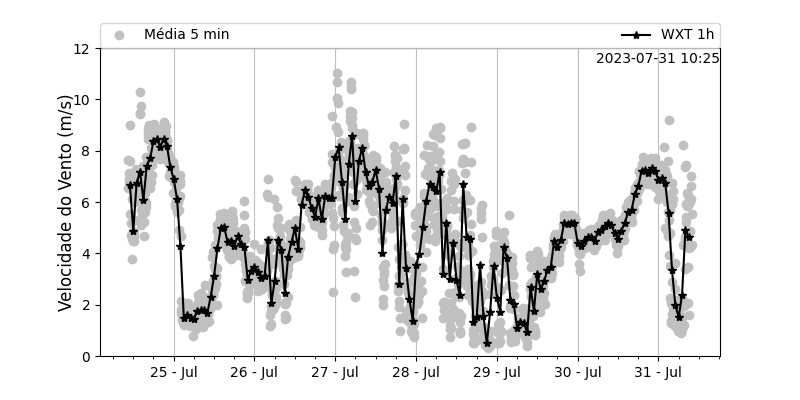 Média 5 min
WXT 1h
2023-07-31 10:25
Velocidade do Vento (m/s)
12
10
8
6
4
2
0
25 - Jul
26 - Jul
27 - Jul
28 - Jul
29 - Jul
30 - Jul
31 - Jul